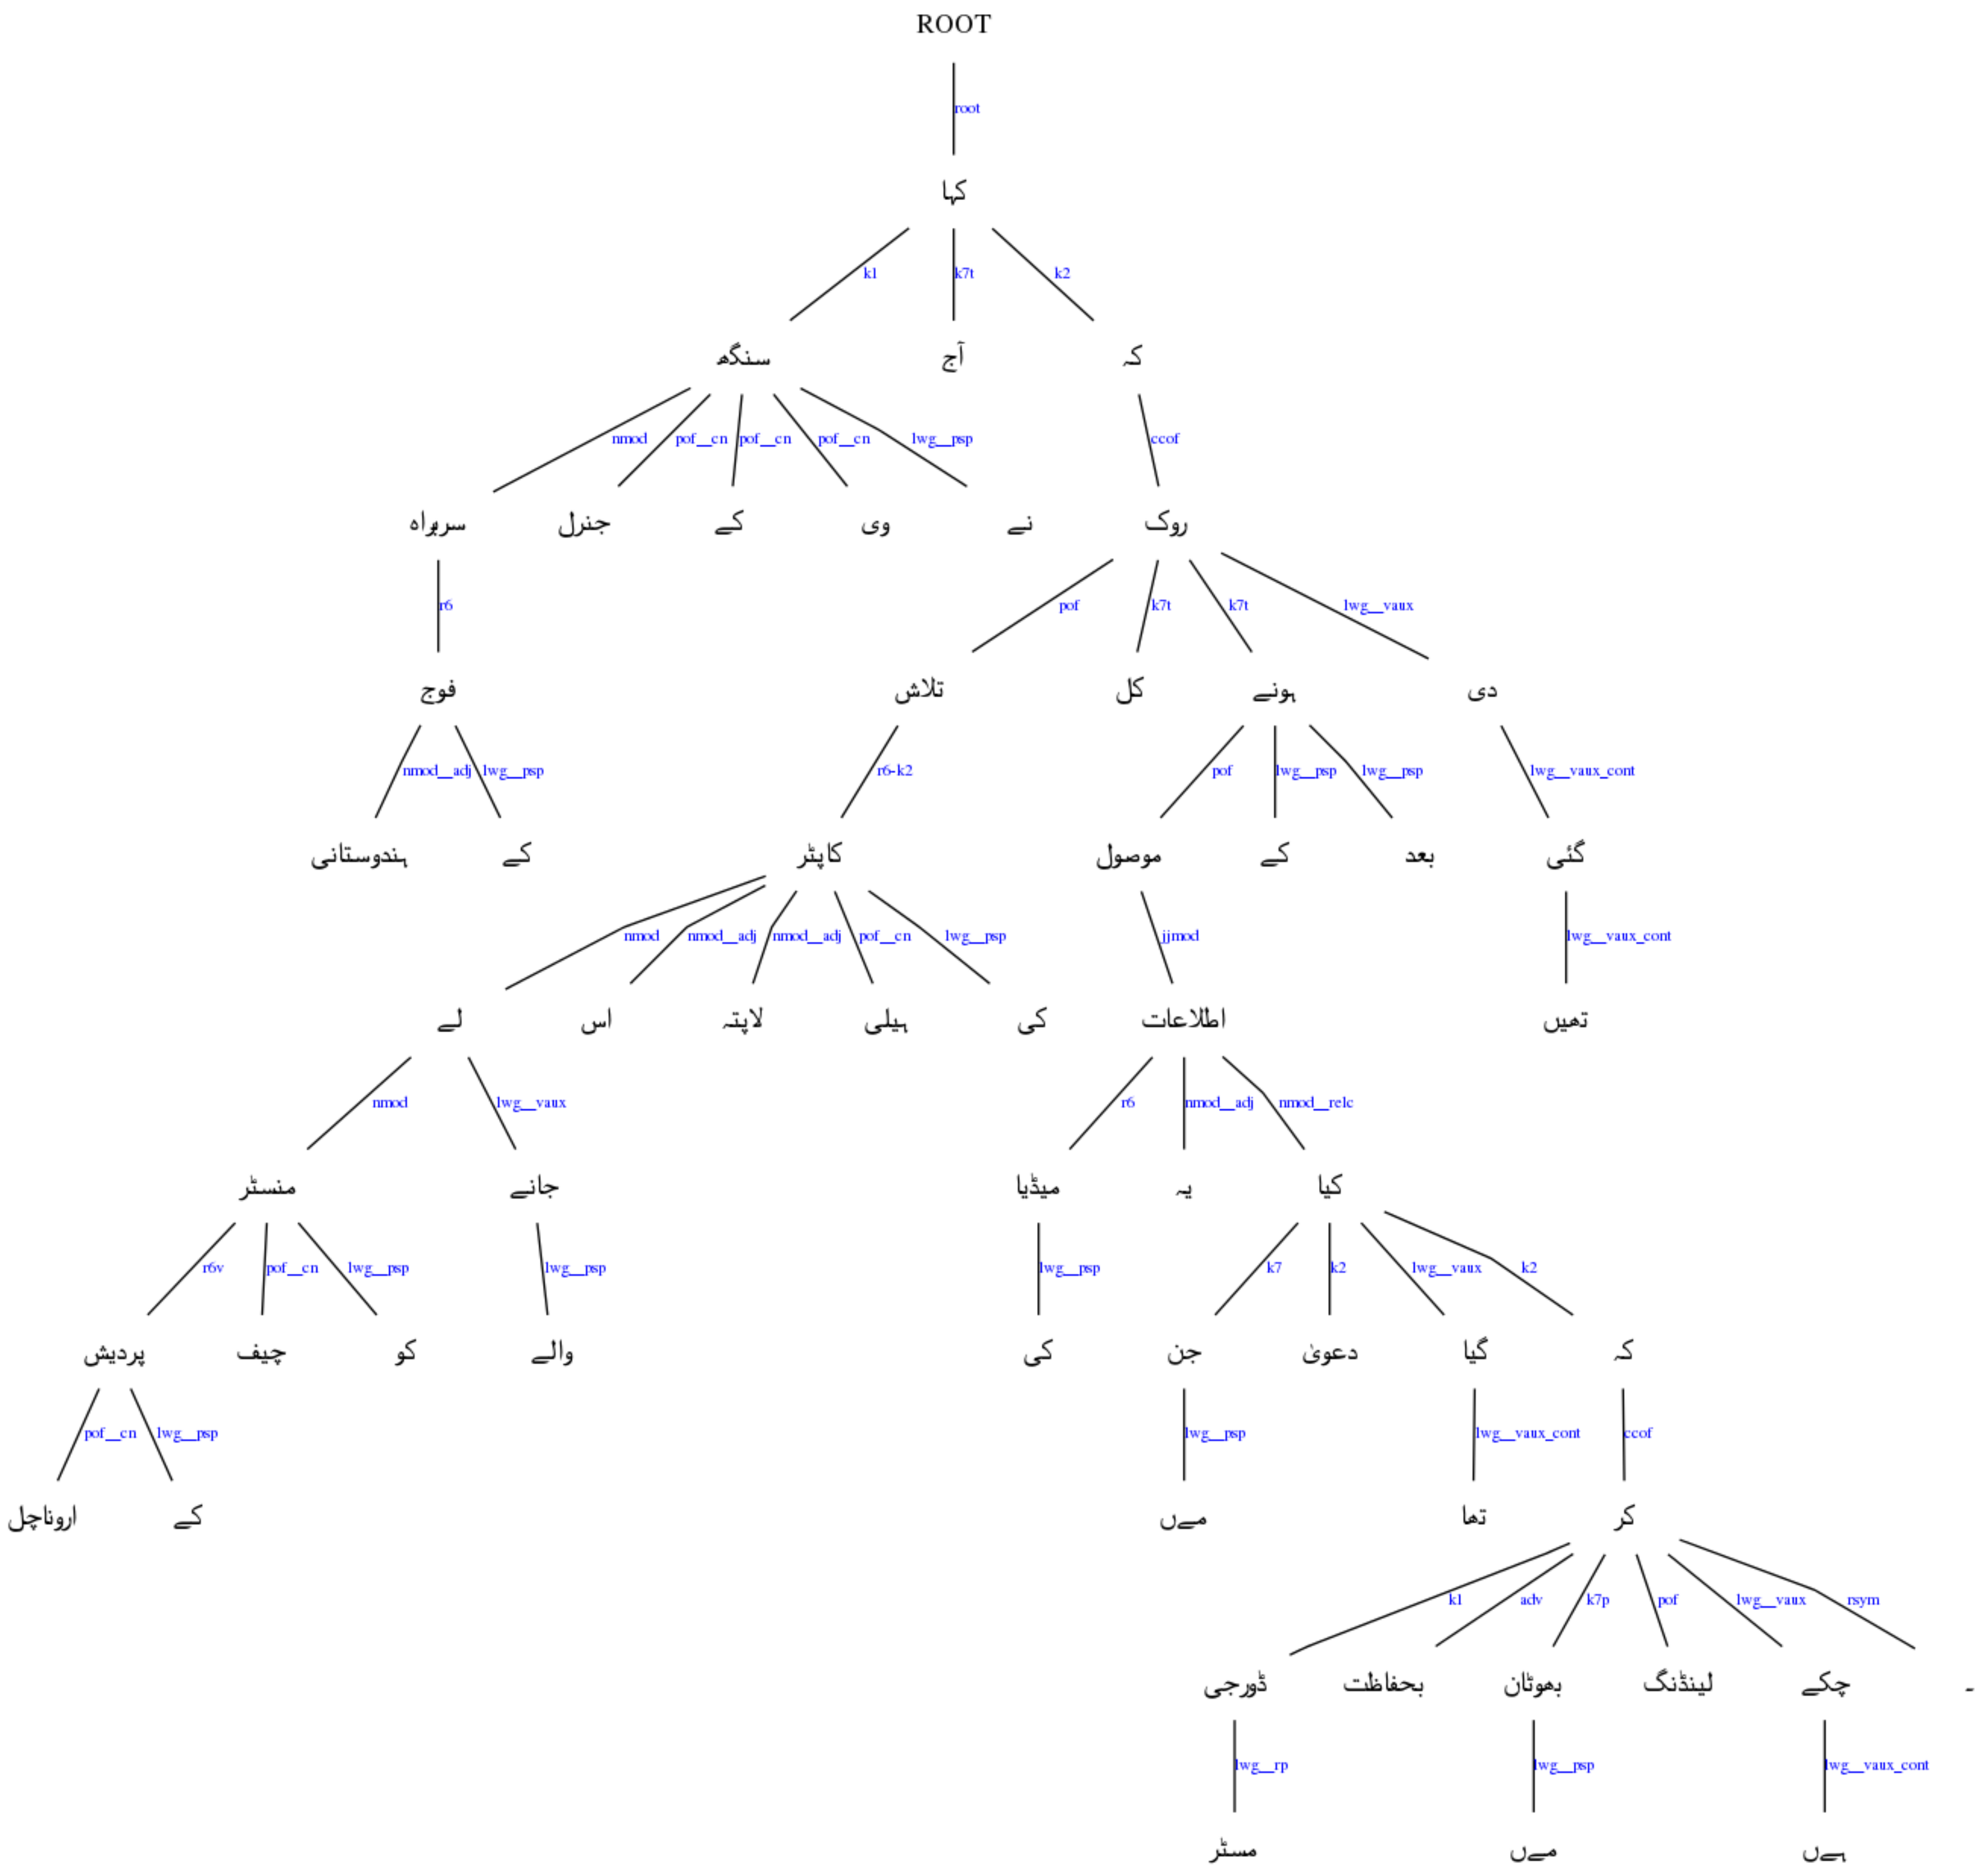 ROOT
root
کہا
k1 k7t k2
سنگھ آج کہ
nmod pof__cn pof__cn pof__cn lwg__psp ccof
سربراہ جنرل کے وی نے روک
r6 pof k7t k7t lwg__vaux
فوج تلاش کل ہونے دی
nmod__adj lwg__psp r6-k2 pof lwg__psp lwg__psp lwg__vaux_cont
ہندوستانی کے کاپٹر موصول کے بعد گئی
nmod nmod__adj nmod__adj pof__cn lwg__psp jjmod lwg__vaux_cont
لے اس لاپتہ ہیلی کی اطلاعات تھیں
nmod lwg__vaux r6 nmod__adj nmod__relc
منسٹر جانے میڈیا یہ کیا
r6v pof__cn lwg__psp lwg__psp lwg__psp k7 k2 lwg__vaux k2
پردیش چیف کو والے کی جن دعویٰ گیا کہ
pof__cn lwg__psp lwg__psp lwg__vaux_cont ccof
اروناچل کے مےں تھا کر
k1 adv k7p pof lwg__vaux rsym
ڈورجی بحفاظت بھوٹان لینڈنگ چکے ۔
lwg__rp lwg__psp lwg__vaux_cont
مسٹر مےں ہےں